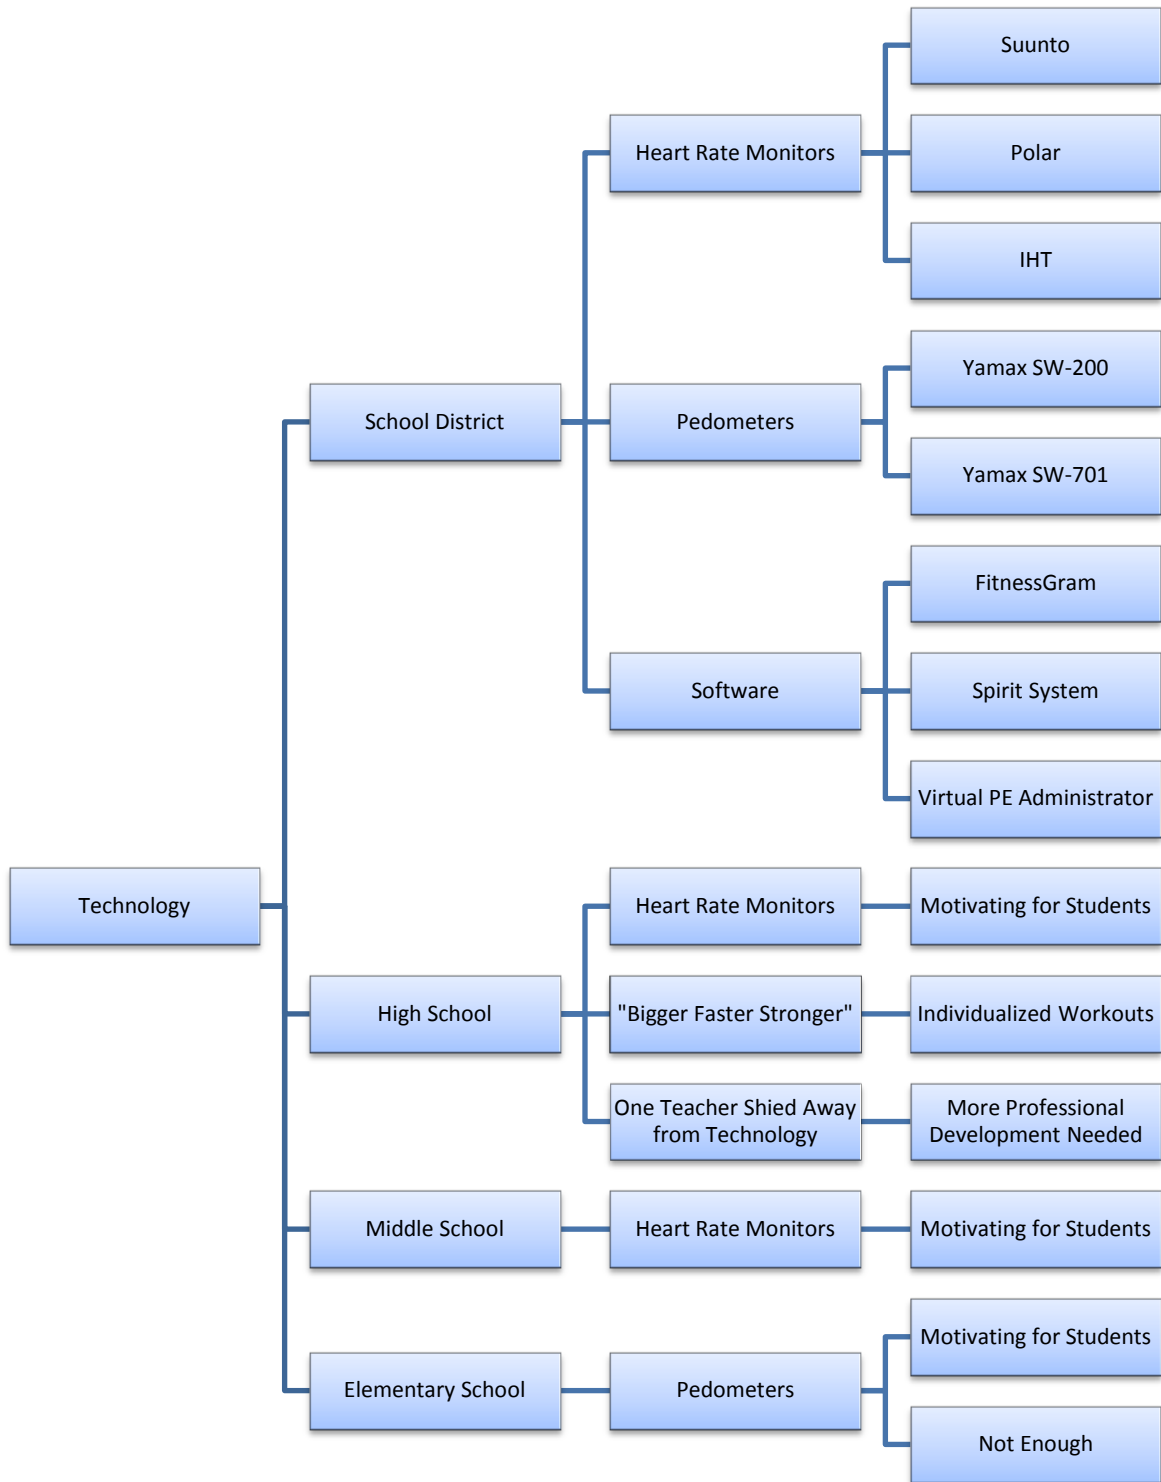 Suunto
Heart Rate Monitors
Polar
IHT
Yamax SW-200
School District
Pedometers
Yamax SW-701
FitnessGram
Software
Spirit System
Virtual PE Administrator
Technology
Heart Rate Monitors
Motivating for Students
High School
"Bigger Faster Stronger"
Individualized Workouts
One Teacher Shied Away
from Technology
More Professional
Development Needed
Middle School
Heart Rate Monitors
Motivating for Students
Motivating for Students
Elementary School
Pedometers
Not Enough